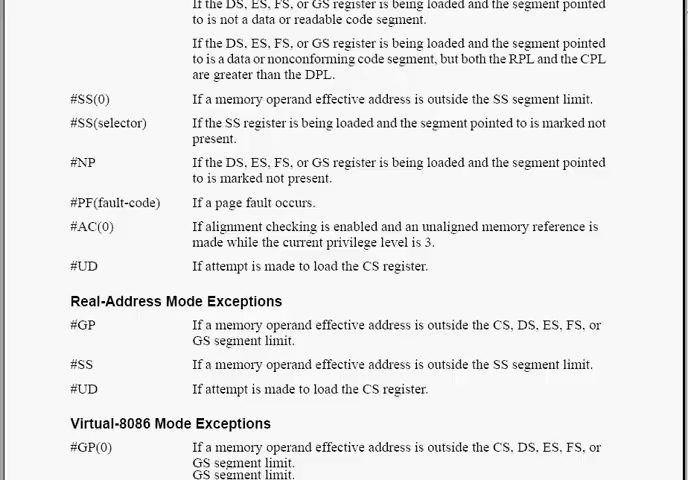 If the DS, ES, FS, or GS register is being loaded and the segment pointed
to is not a data or readable code segment.
If the DS, ES, FS, or GS register is being loaded and the segment pointed
to is a data or nonconforming code segment, but both the RPL and the CPL
are greater than the DPL.
#SS(0) If a memory operand effective address is outside the SS segment limit.
#SS(selector) If the SS register is being loaded and the segment pointed to is marked not
present.
#NP If the DS, ES, FS, or GS register is being loaded and the segment pointed
to is marked not present.
#PF(fault-code) If a page fault occurs.
#AC(0) If alignment checking is enabled and an unaligned memory reference is
made while the current privilege level is 3.
#UD If attempt is made to load the CS register.
Real-Address Mode Exceptions
#GP If a memory operand effective address is outside the CS, DS, ES, FS, or
GS segment limit.
#SS If a memory operand effective address is outside the SS segment limit.
#UD If attempt is made to load the CS register.
Virtual-8086 Mode Exceptions
#GP(0) If a memory operand effective address is outside the CS, DS, ES, FS, or
GS segment limit.
GS segment limit.